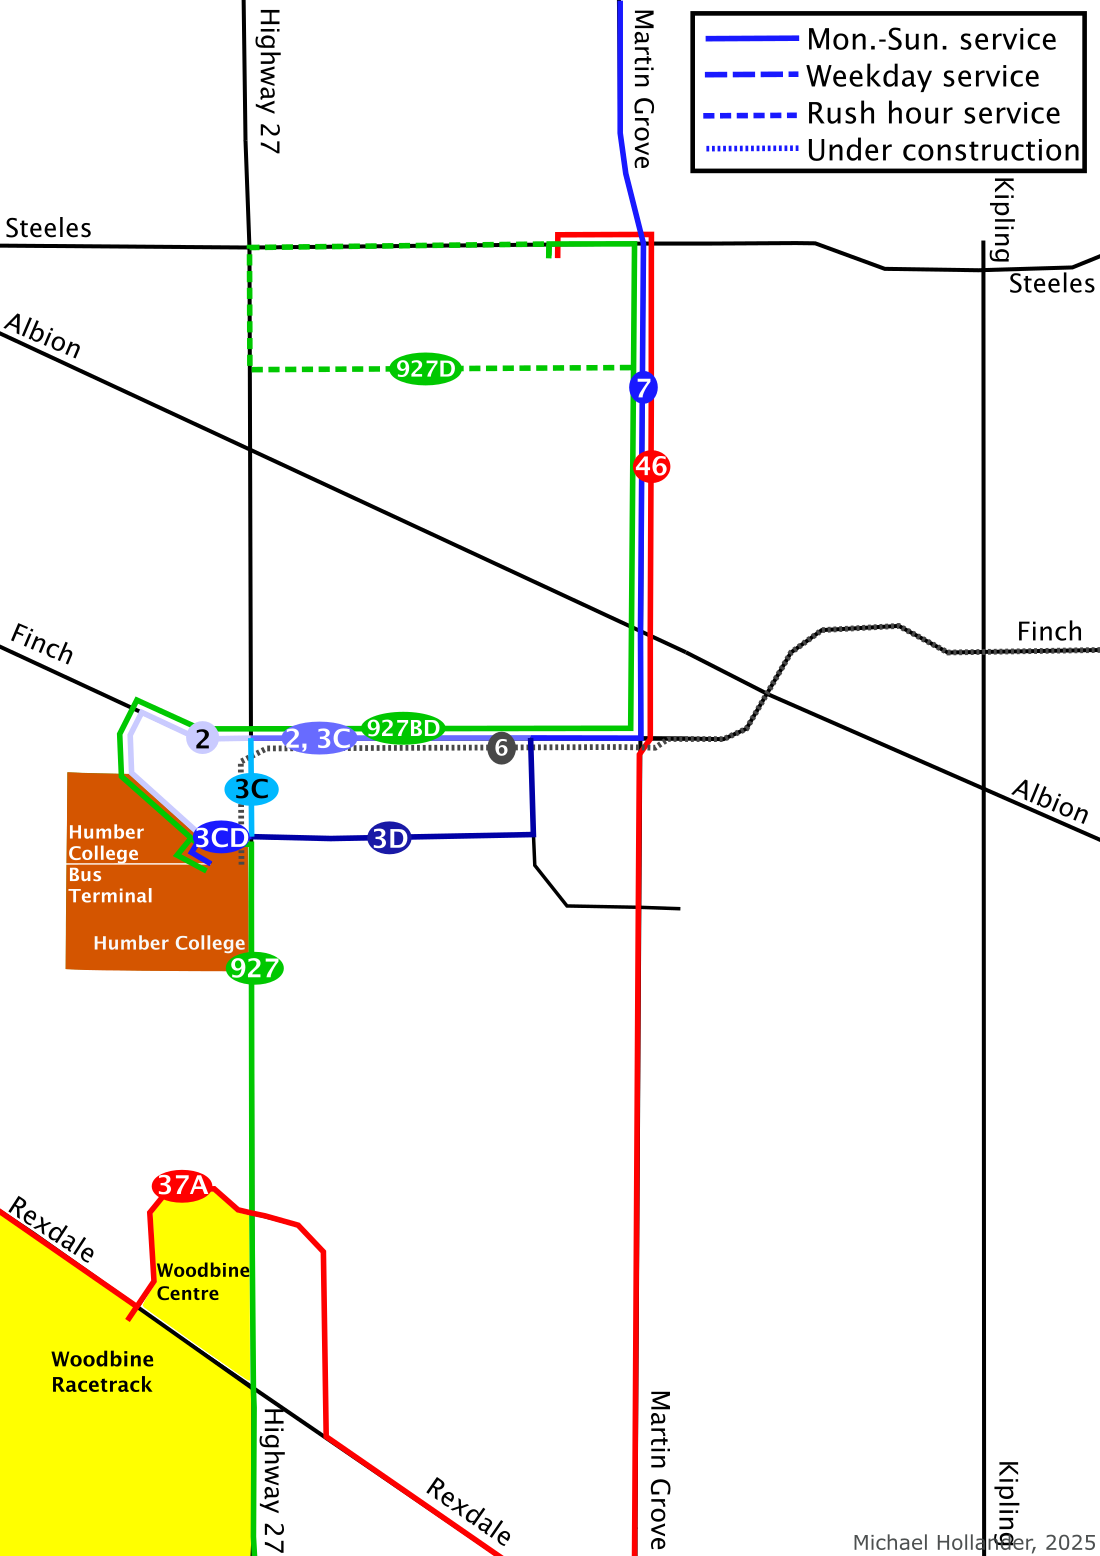 Highway 27
Martin Grove
Mon.-Sun. service
Weekday service
Rush hour service
Under construction
Kipling
Steeles
Steeles
Albion
927D
7
46
Finch
Finch
927BD
2
2, 3C
6
3C
Albion
Humber
College
Bus
Terminal
3CD
3D
Humber College
927
37A
Rexdale
Woodbine
Centre
Woodbine
Racetrack
Highway 27
Martin Grove
Rexdale
Kipling
Michael Hollander, 2025